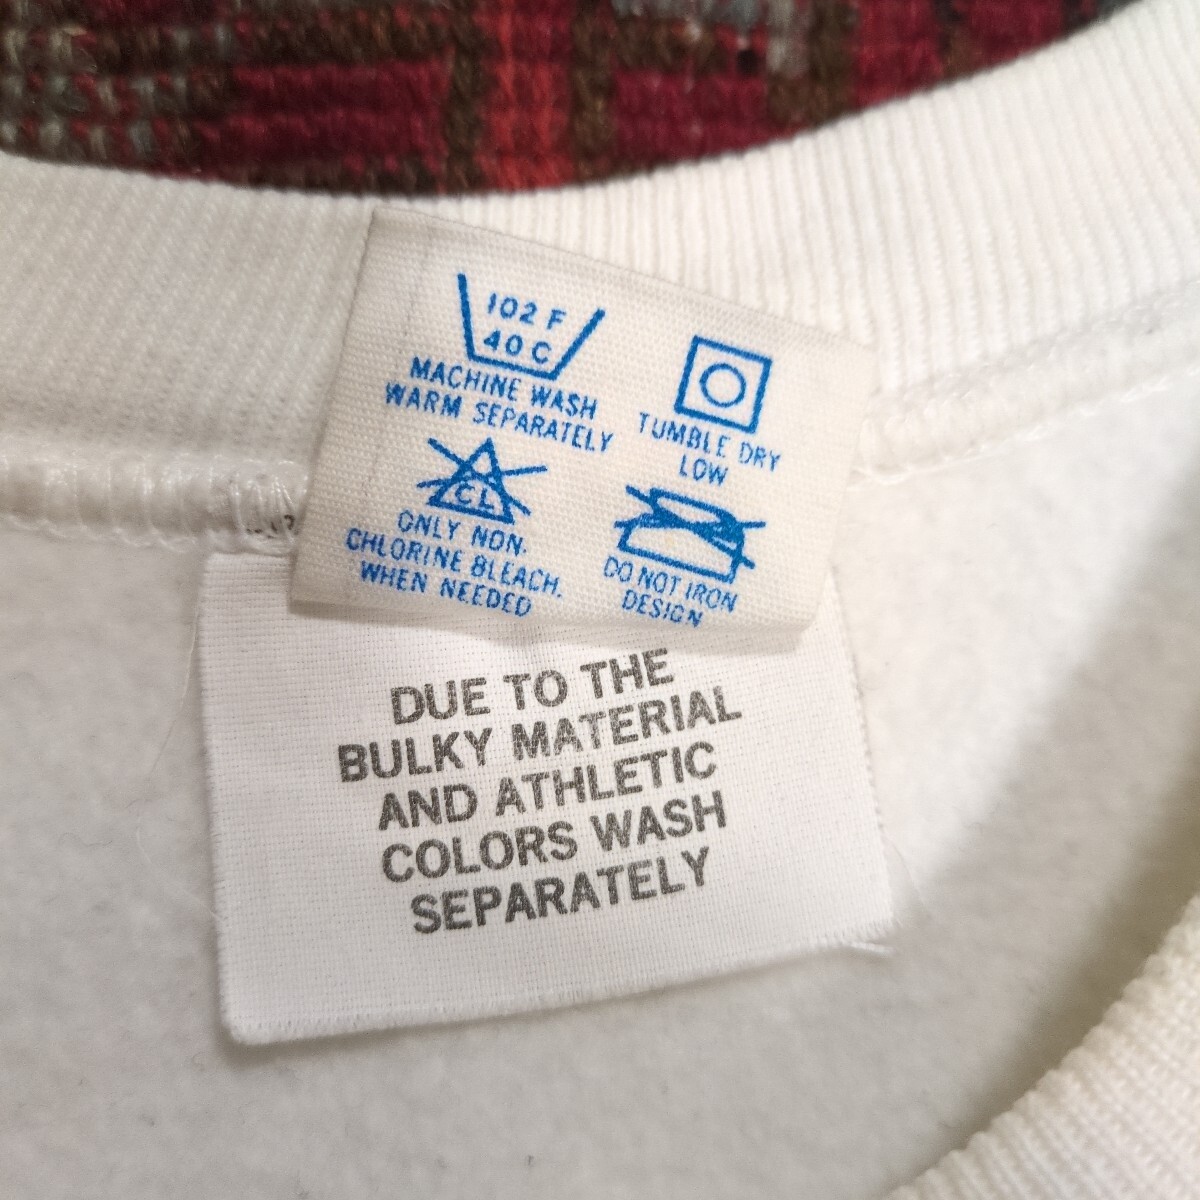 102 F
40 C
MACHINE WASH
WARM SEPARATELY
TUMBLE DRY
LOW
CL
ONLY NON.
CHLORINE BLEACH.
WHEN NEEDED
DO NOT IRON
DESIGN
DUE TO THE
BULKY MATERIAL
AND ATHLETIC
COLORS WASH
SEPARATELY